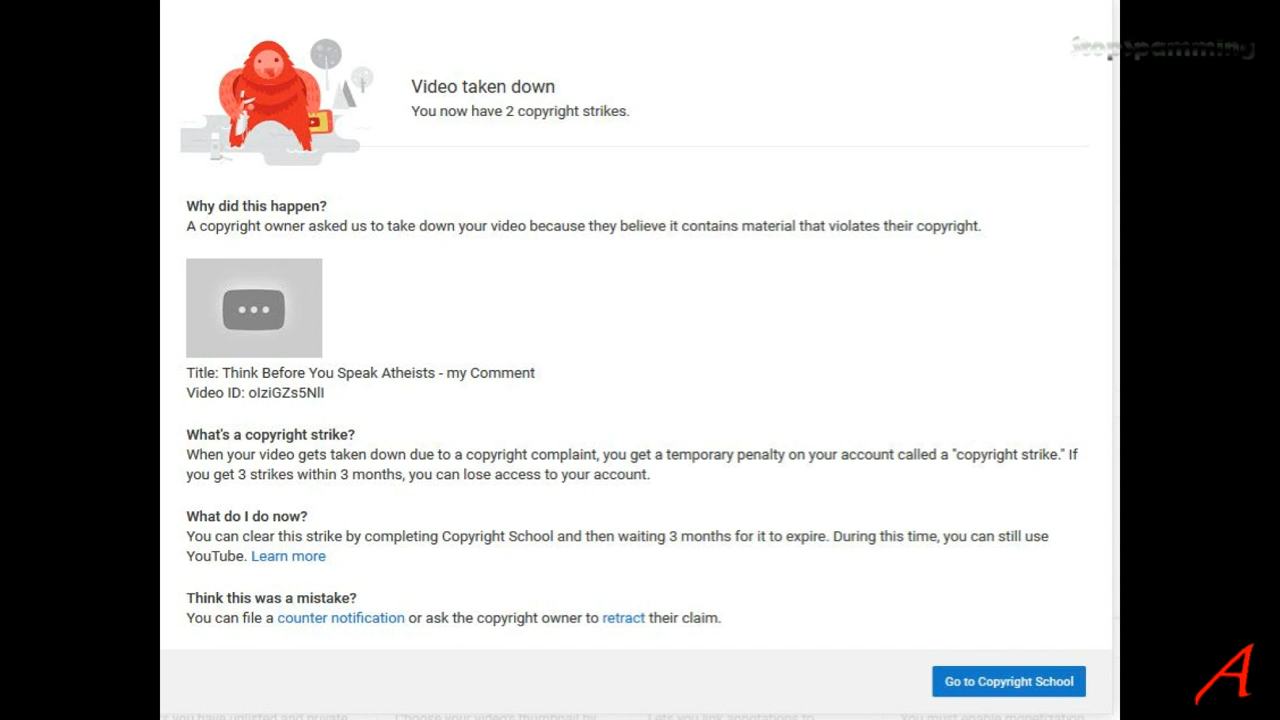 Video taken down
You now have 2 copyright strikes.
Why did this happen?
A copyright owner asked us to take down your video because they believe it contains material that violates their copyright.
Title: Think Before You Speak Atheists - my Comment
Video ID: oIziGZs5NlI
What's a copyright strike?
When your video gets taken down due to a copyright complaint, you get a temporary penalty on your account called a "copyright strike." If
you get 3 strikes within 3 months, you can lose access to your account.
What do I do now?
You can clear this strike by completing Copyright School and then waiting 3 months for it to expire. During this time, you can still use
YouTube. Learn more
Think this was a mistake?
You can file a counter notification or ask the copyright owner to retract their claim.
Go to Copyright School
A